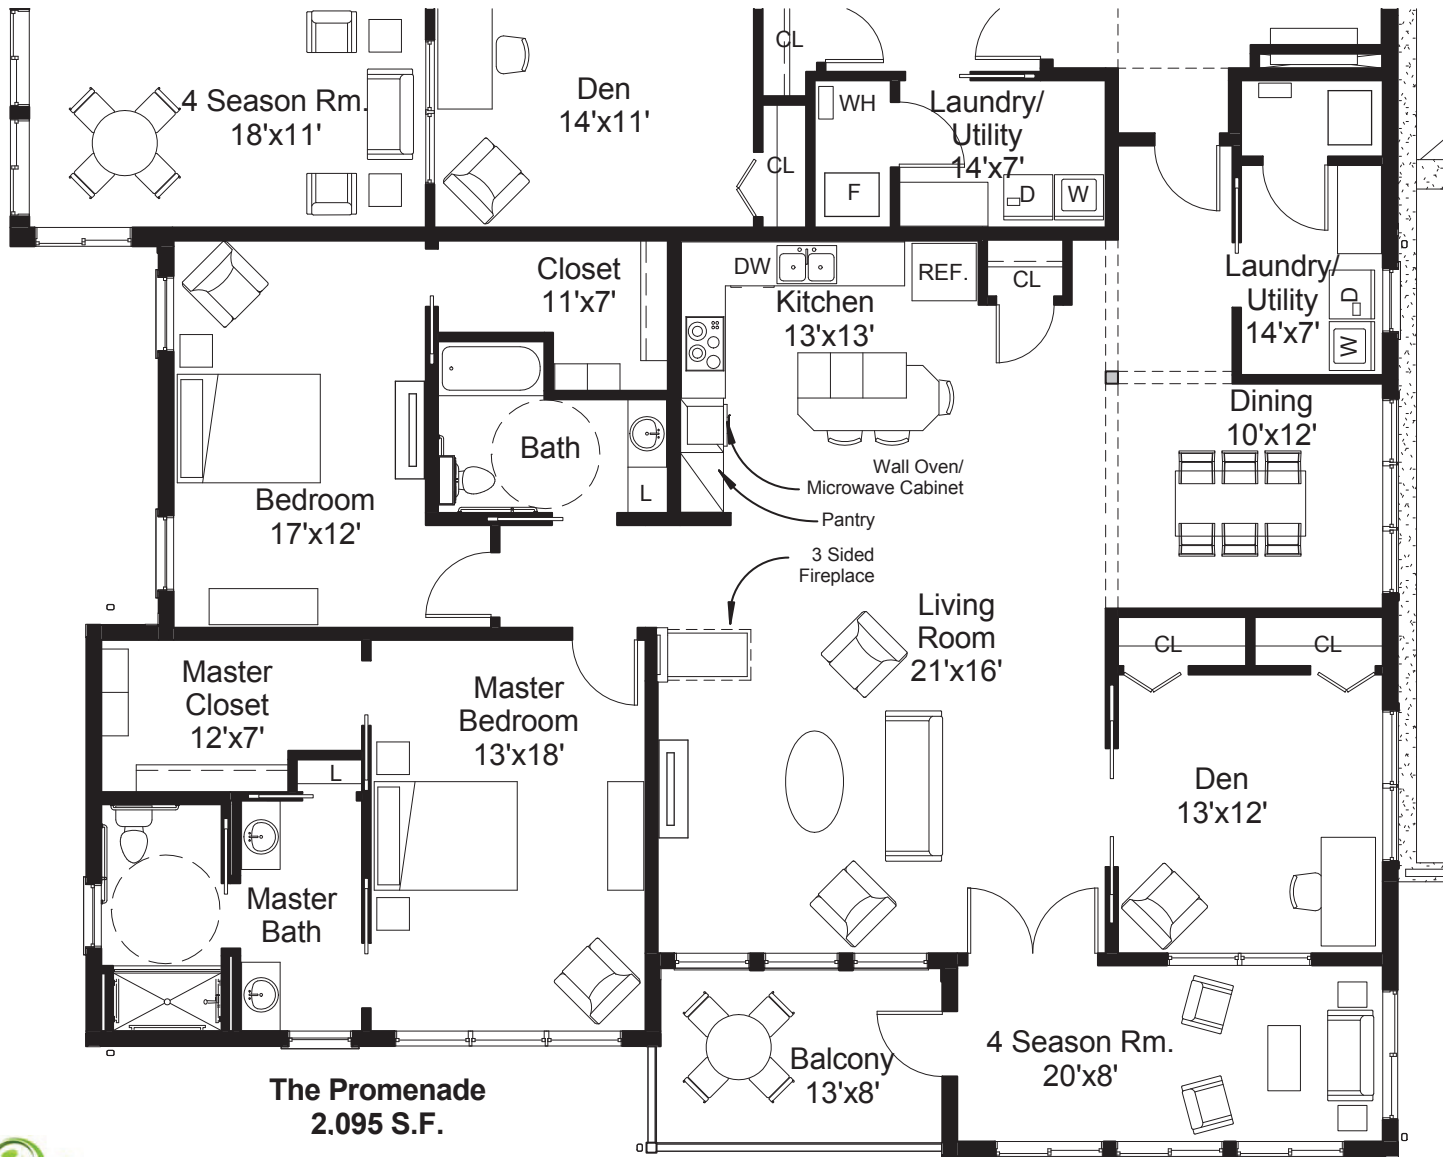 CL
4 Season Rm.
18'x11'
Den
14'x11'
WH
Laundry/
Utility
14'x7'
CL
F
D
W
Closet
11'x7'
DW
REF.
CL
Kitchen
13'x13'
Laundry/
Utility
14'x7'
D
W
Dining
10'x12'
Bath
L
Wall Oven/
Microwave Cabinet
Pantry
3 Sided
Fireplace
Bedroom
17'x12'
Living
Room
21'x16'
CL
CL
Master
Closet
12'x7'
L
Master
Bedroom
13'x18'
Den
13'x12'
Master
Bath
Balcony
13'x8'
4 Season Rm.
20'x8'
The Promenade
2,095 S.F.